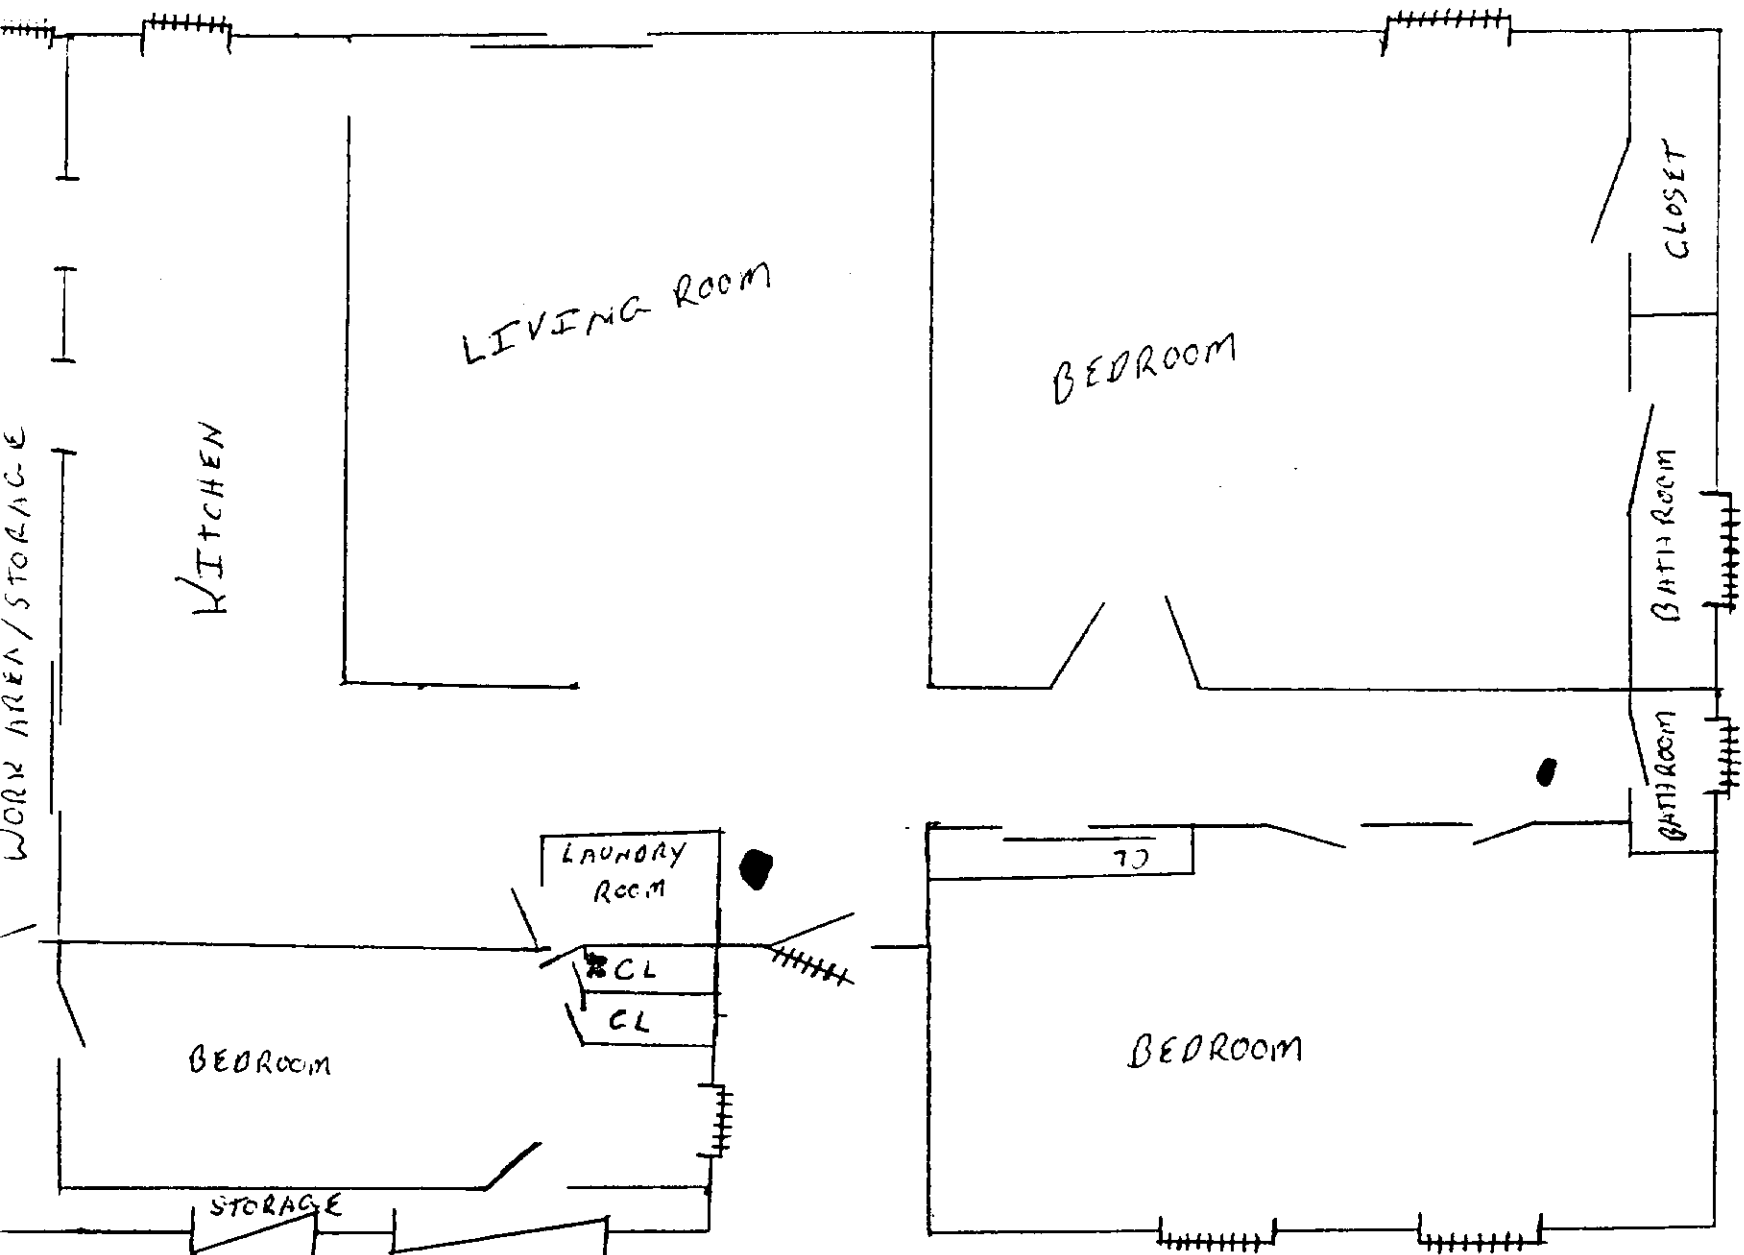 CLOSET
LIVING ROOM
BEDROOM
KITCHEN
BATHROOM
WORK AREA/STORAGE
BATHROOM
LAUNDRY
ROOM
CL
CL
CL
BEDROOM
BEDROOM
STORAGE